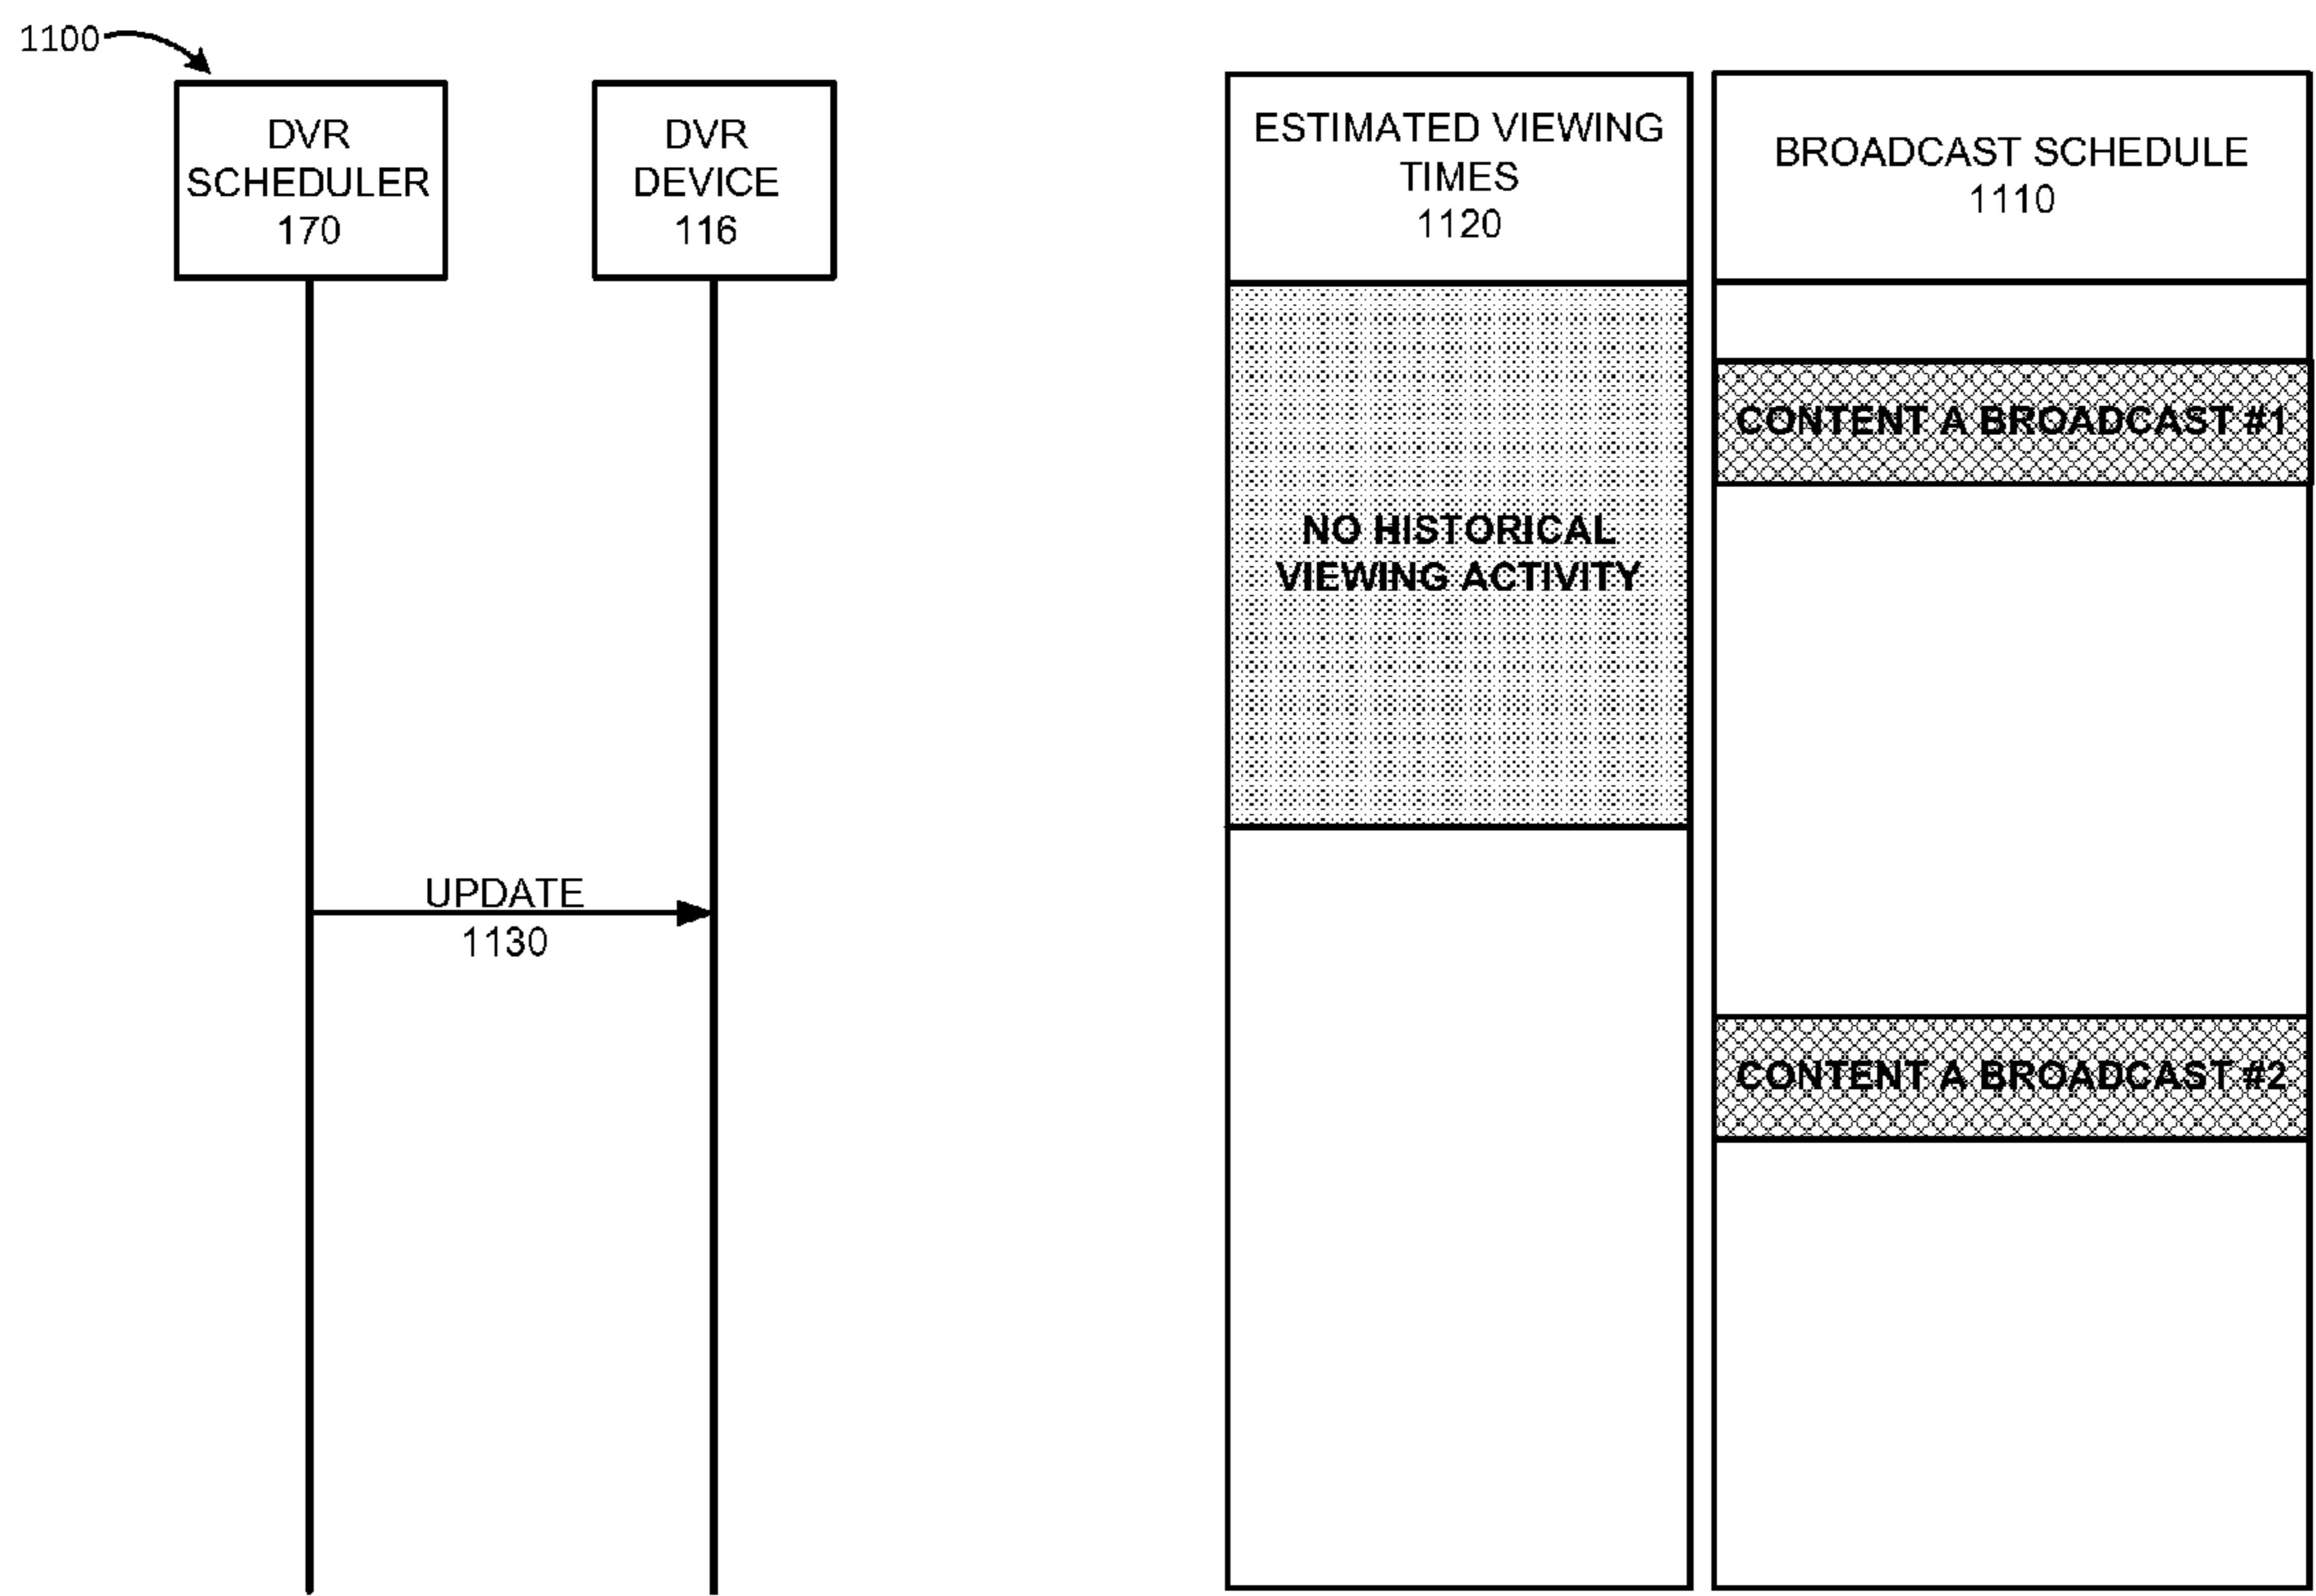 1100
DVR
SCHEDULER
170
DVR
DEVICE
116
ESTIMATED VIEWING
TIMES
1120
BROADCAST SCHEDULE
1110
CONTENT A BROADCAST #1
NO HISTORICAL
VIEWING ACTIVITY
UPDATE
1130
CONTENT A BROADCAST #2